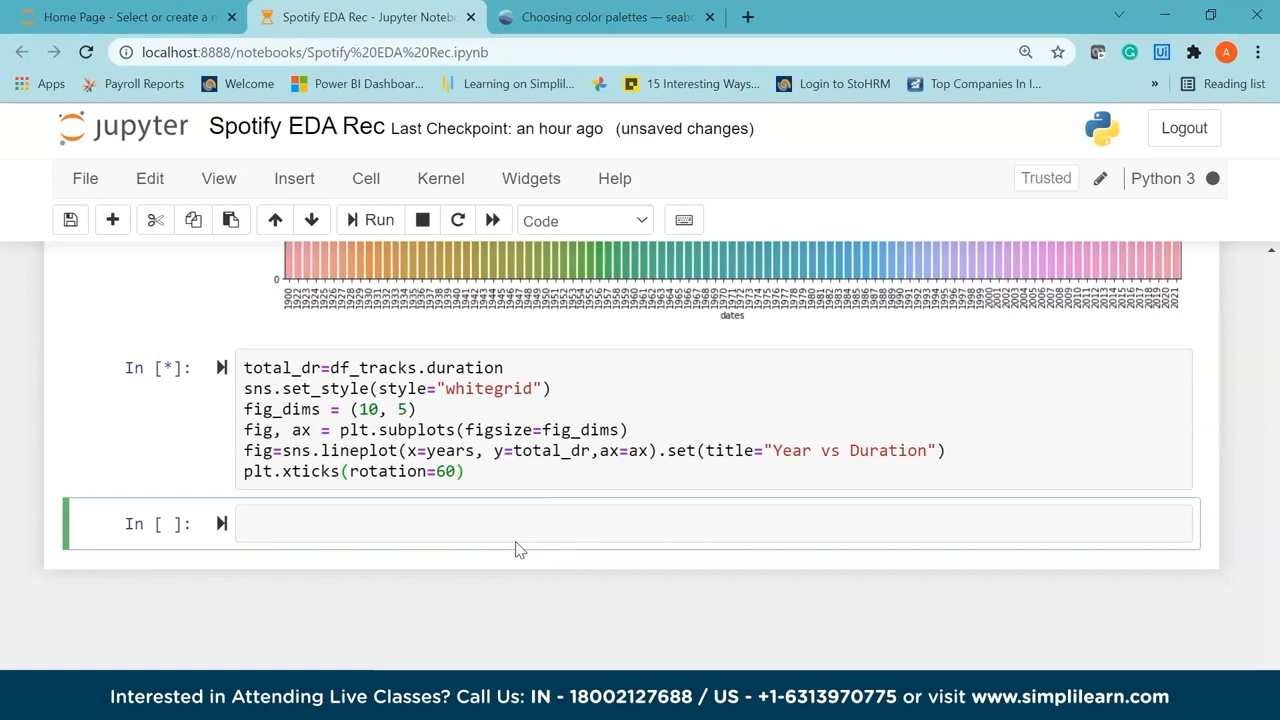 Home Page - Select or create a n
Spotify EDA Rec - Jupyter Notebo
Choosing color palettes — seabo
localhost:8888/notebooks/Spotify%20EDA%20Rec.ipynb
Apps
Payroll Reports
Welcome
Power BI Dashboar...
Learning on Simplil...
15 Interesting Ways...
Login to StoHRM
Top Companies In I...
»
Reading list
jupyter
Spotify EDA Rec Last Checkpoint: an hour ago (unsaved changes)
Logout
File Edit View Insert Cell Kernel Widgets Help
Trusted
Python 3
Run
Code
0
dates
In [*]:
total_dr=df_tracks.duration
sns.set_style(style="whitegrid")
fig_dims = (10, 5)
fig, ax = plt.subplots(figsize=fig_dims)
fig=sns.lineplot(x=years, y=total_dr,ax=ax).set(title="Year vs Duration")
plt.xticks(rotation=60)
In [ ]:
Interested in Attending Live Classes? Call Us: IN - 18002127688 / US - +1-6313970775 or visit www.simplilearn.com